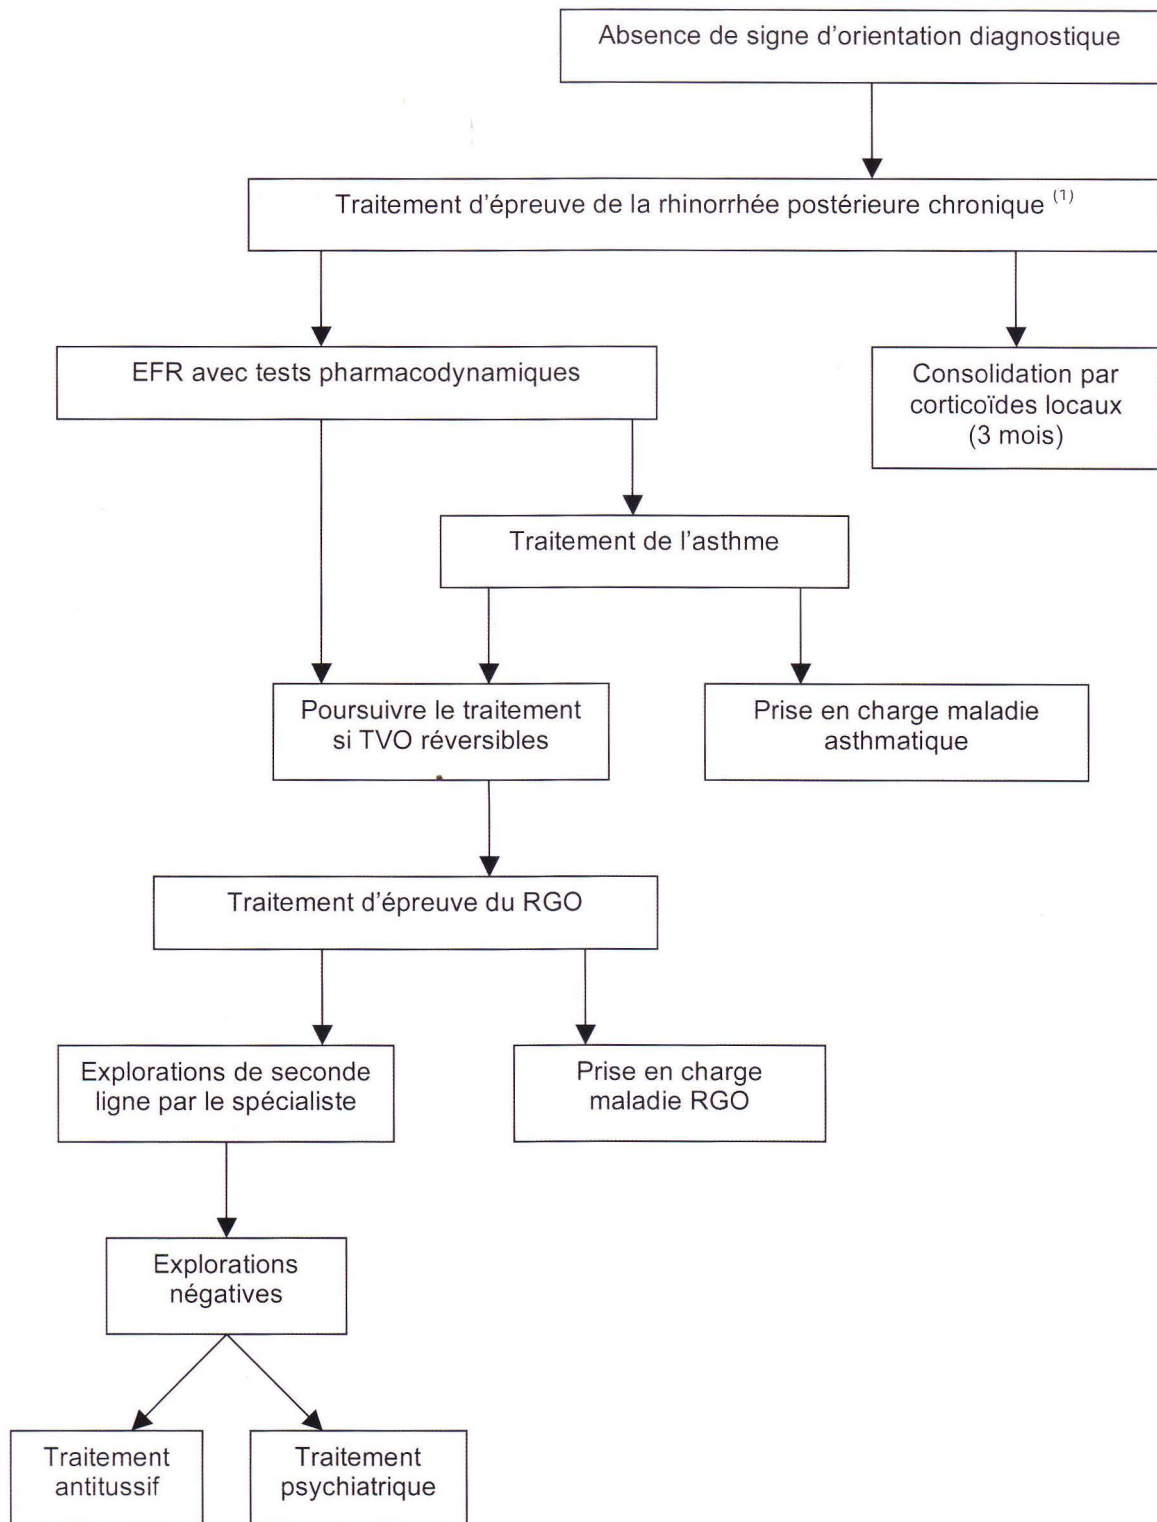 Absence de signe d'orientation diagnostique
Traitement d'épreuve de la rhinorrhée postérieure chronique (1)
EFR avec tests pharmacodynamiques
Consolidation par
corticoïdes locaux
(3 mois)
Traitement de l'asthme
Poursuivre le traitement
si TVO réversibles
Prise en charge maladie
asthmatique
Traitement d'épreuve du RGO
Explorations de seconde
ligne par le spécialiste
Prise en charge
maladie RGO
Explorations
négatives
Traitement
antitussif
Traitement
psychiatrique